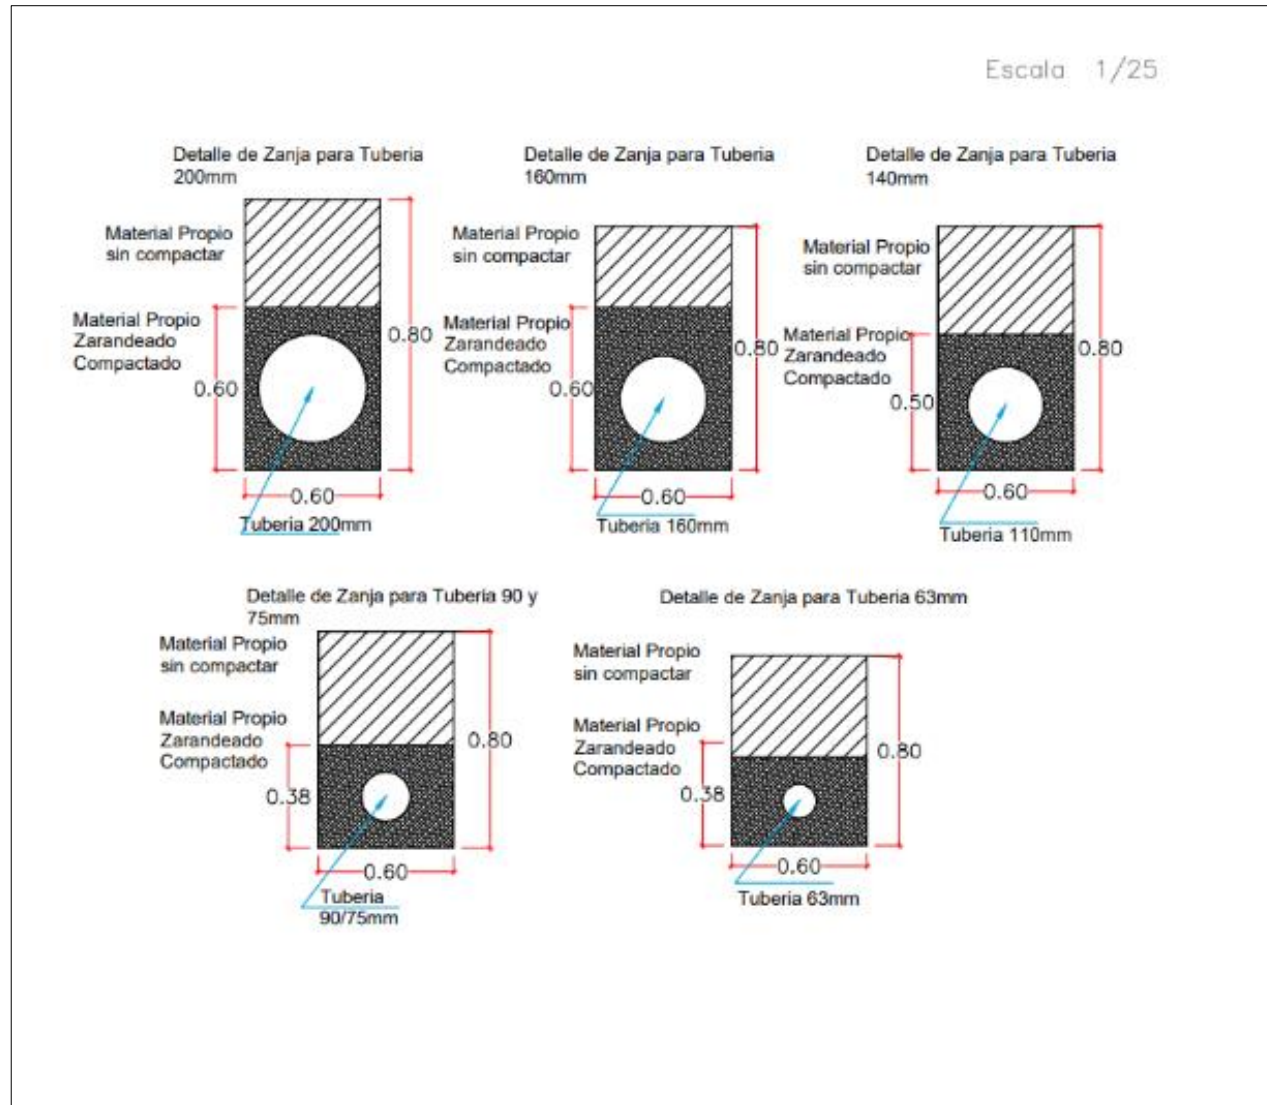 Escala 1/25
Detalle de Zanja para Tuberia
200mm
Material Propio
sin compactar
Material Propio
Zarandeado
Compactado
0.80
0.60
0.60
Tuberia 200mm
Detalle de Zanja para Tuberia
160mm
Material Propio
sin compactar
Material Propio
Zarandeado
Compactado
0.80
0.60
0.60
Tuberia 160mm
Detalle de Zanja para Tuberia
140mm
Material Propio
sin compactar
Material Propio
Zarandeado
Compactado
0.80
0.50
0.60
Tuberia 110mm
Detalle de Zanja para Tuberia 90 y
75mm
Material Propio
sin compactar
Material Propio
Zarandeado
Compactado
0.80
0.38
0.60
Tuberia
90/75mm
Detalle de Zanja para Tuberia 63mm
Material Propio
sin compactar
Material Propio
Zarandeado
Compactado
0.80
0.38
0.60
Tuberia 63mm